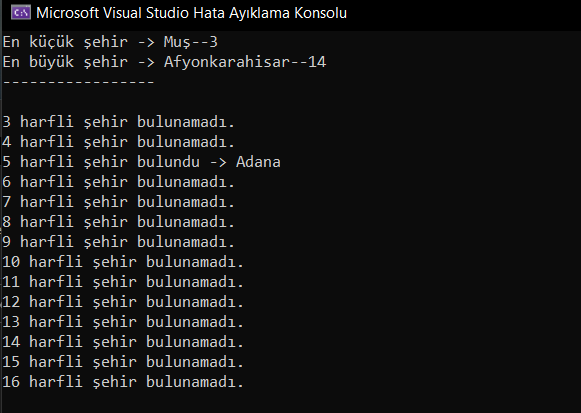 Microsoft Visual Studio Hata Ayıklama Konsolu
En küçük şehir -> Muş--3
En büyük şehir -> Afyonkarahisar--14
-----------------
3 harfli şehir bulunamadı.
4 harfli şehir bulunamadı.
5 harfli şehir bulundu -> Adana
6 harfli şehir bulunamadı.
7 harfli şehir bulunamadı.
8 harfli şehir bulunamadı.
9 harfli şehir bulunamadı.
10 harfli şehir bulunamadı.
11 harfli şehir bulunamadı.
12 harfli şehir bulunamadı.
13 harfli şehir bulunamadı.
14 harfli şehir bulunamadı.
15 harfli şehir bulunamadı.
16 harfli şehir bulunamadı.